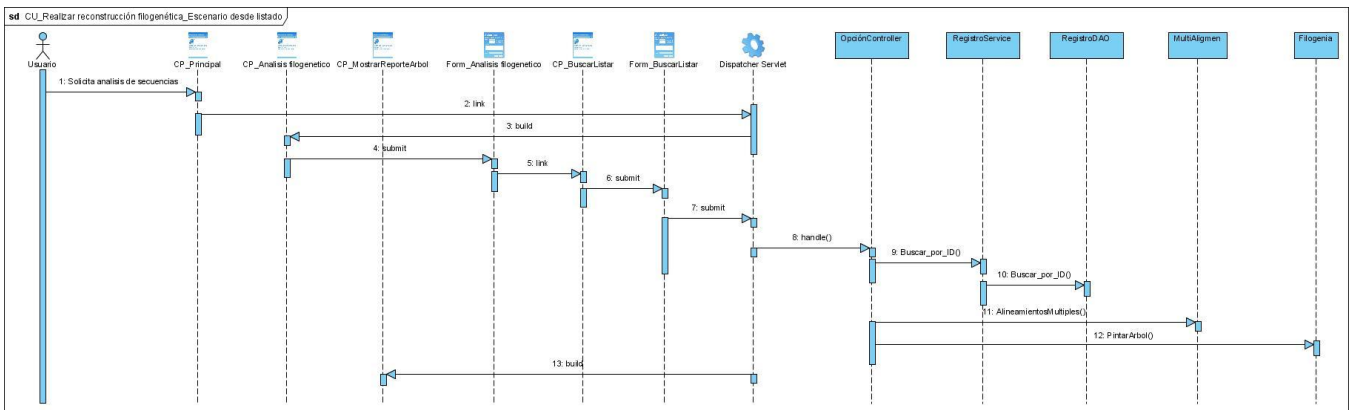 sd CU_Realizar reconstrucción filogenética_Escenario desde listado
Usuario
CP_Principal
CP_Analisis filogenetico
CP_MostrarReporteArbol
Form_Analisis filogenetico
CP_BuscarListar
Form_BuscarListar
Dispatcher Servlet
OpciónController
RegistroService
RegistroDAO
MultiAligmen
Filogenia
1: Solicita analisis de secuencias
2: link
3: build
4: submit
5: link
6: submit
7: submit
8: handle()
9: Buscar_por_ID()
10: Buscar_por_ID()
11: AlineamientosMultiples()
12: PintarArbol()
13: build